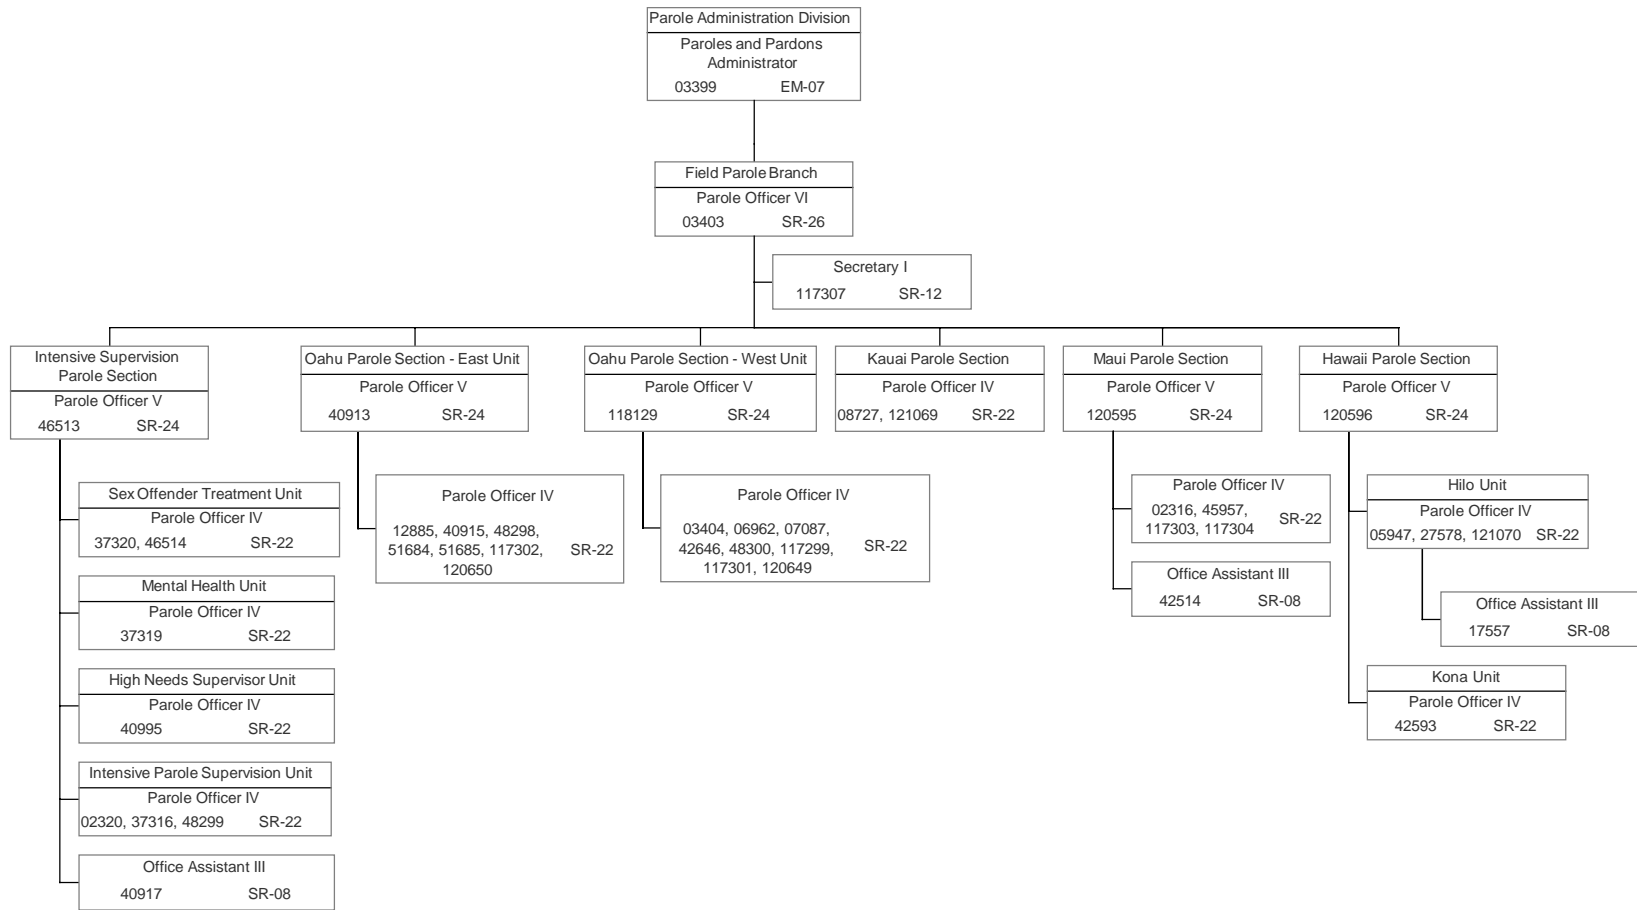 Parole Administration Division
Paroles and Pardons
Administrator
03399 EM-07
Field Parole Branch
Parole Officer VI
03403 SR-26
Secretary I
117307 SR-12
Intensive Supervision
Parole Section
Parole Officer V
46513 SR-24
Sex Offender Treatment Unit
Parole Officer IV
37320, 46514 SR-22
Mental Health Unit
Parole Officer IV
37319 SR-22
High Needs Supervisor Unit
Parole Officer IV
40995 SR-22
Intensive Parole Supervision Unit
Parole Officer IV
02320, 37316, 48299 SR-22
Office Assistant III
40917 SR-08
Oahu Parole Section - East Unit
Parole Officer V
40913 SR-24
Parole Officer IV
12885, 40915, 48298,
51684, 51685, 117302, SR-22
120650
Oahu Parole Section - West Unit
Parole Officer V
118129 SR-24
Parole Officer IV
03404, 06962, 07087,
42646, 48300, 117299, SR-22
117301, 120649
Kauai Parole Section
Parole Officer IV
08727, 121069 SR-22
Maui Parole Section
Parole Officer V
120595 SR-24
Parole Officer IV
02316, 45957,
117303, 117304 SR-22
Office Assistant III
42514 SR-08
Hawaii Parole Section
Parole Officer V
120596 SR-24
Hilo Unit
Parole Officer IV
05947, 27578, 121070 SR-22
Office Assistant III
17557 SR-08
Kona Unit
Parole Officer IV
42593 SR-22